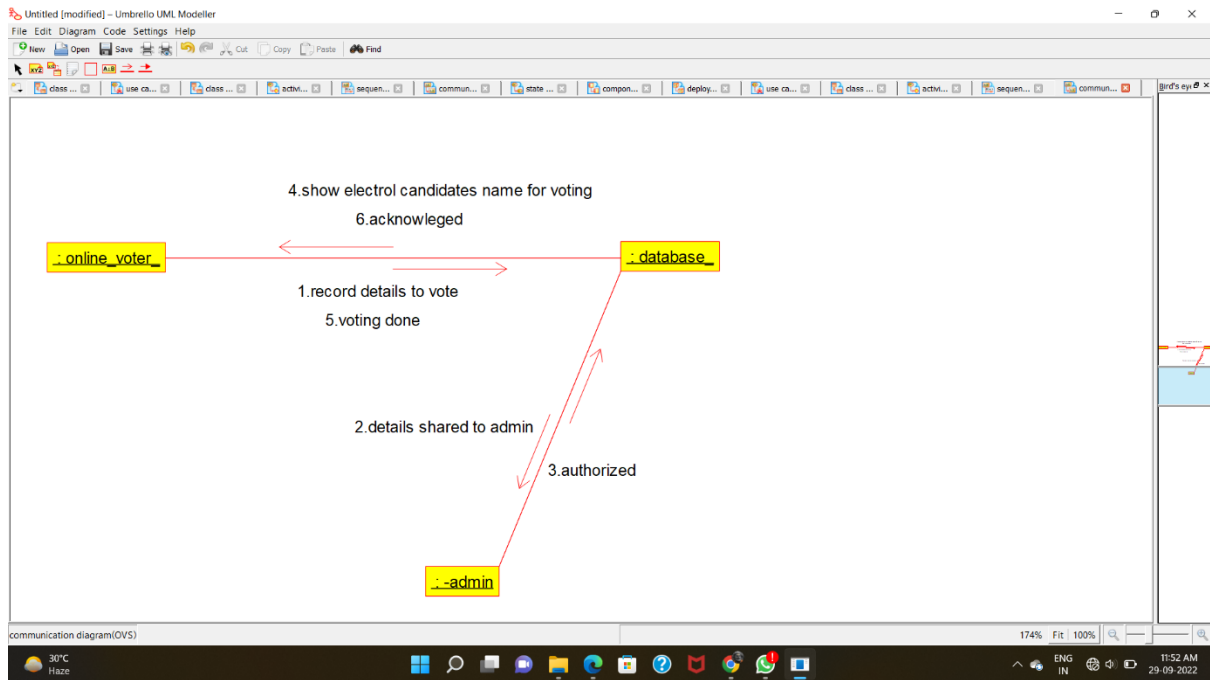 Untitled [modified] – Umbrello UML Modeller
File Edit Diagram Code Settings Help
New Open Save Cut Copy Paste Find
class ... use ca... class ... activi... sequen... commun... state ... compon... deploy... use ca... class ... activi... sequen... commun... Bird's eye
4.show electrol candidates name for voting
6.acknowleged
: online_voter_ : database_
1.record details to vote
5.voting done
2.details shared to admin
3.authorized
: -admin
communication diagram(OVS) 174% Fit 100%
30°C ENG 11:52 AM
Haze IN 29-09-2022